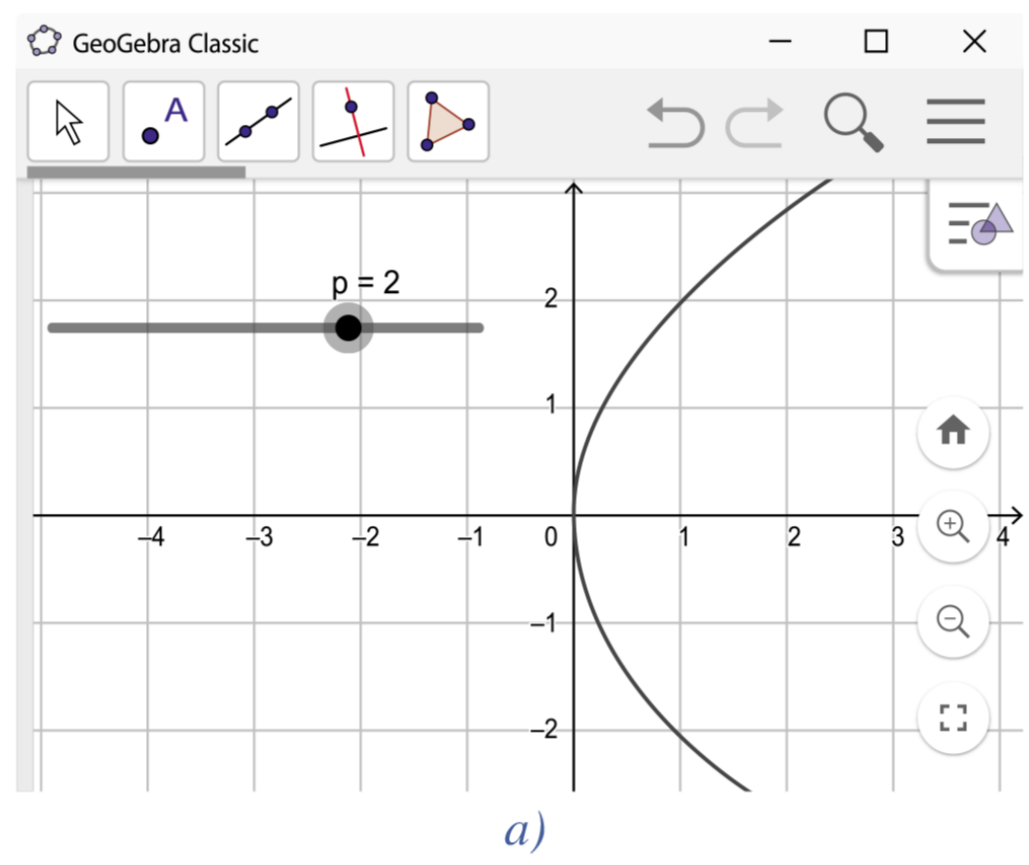 GeoGebra Classic
A
p = 2
2
1
–4 –3 –2 –1 0 1 2 3 4
–1
–2
a)